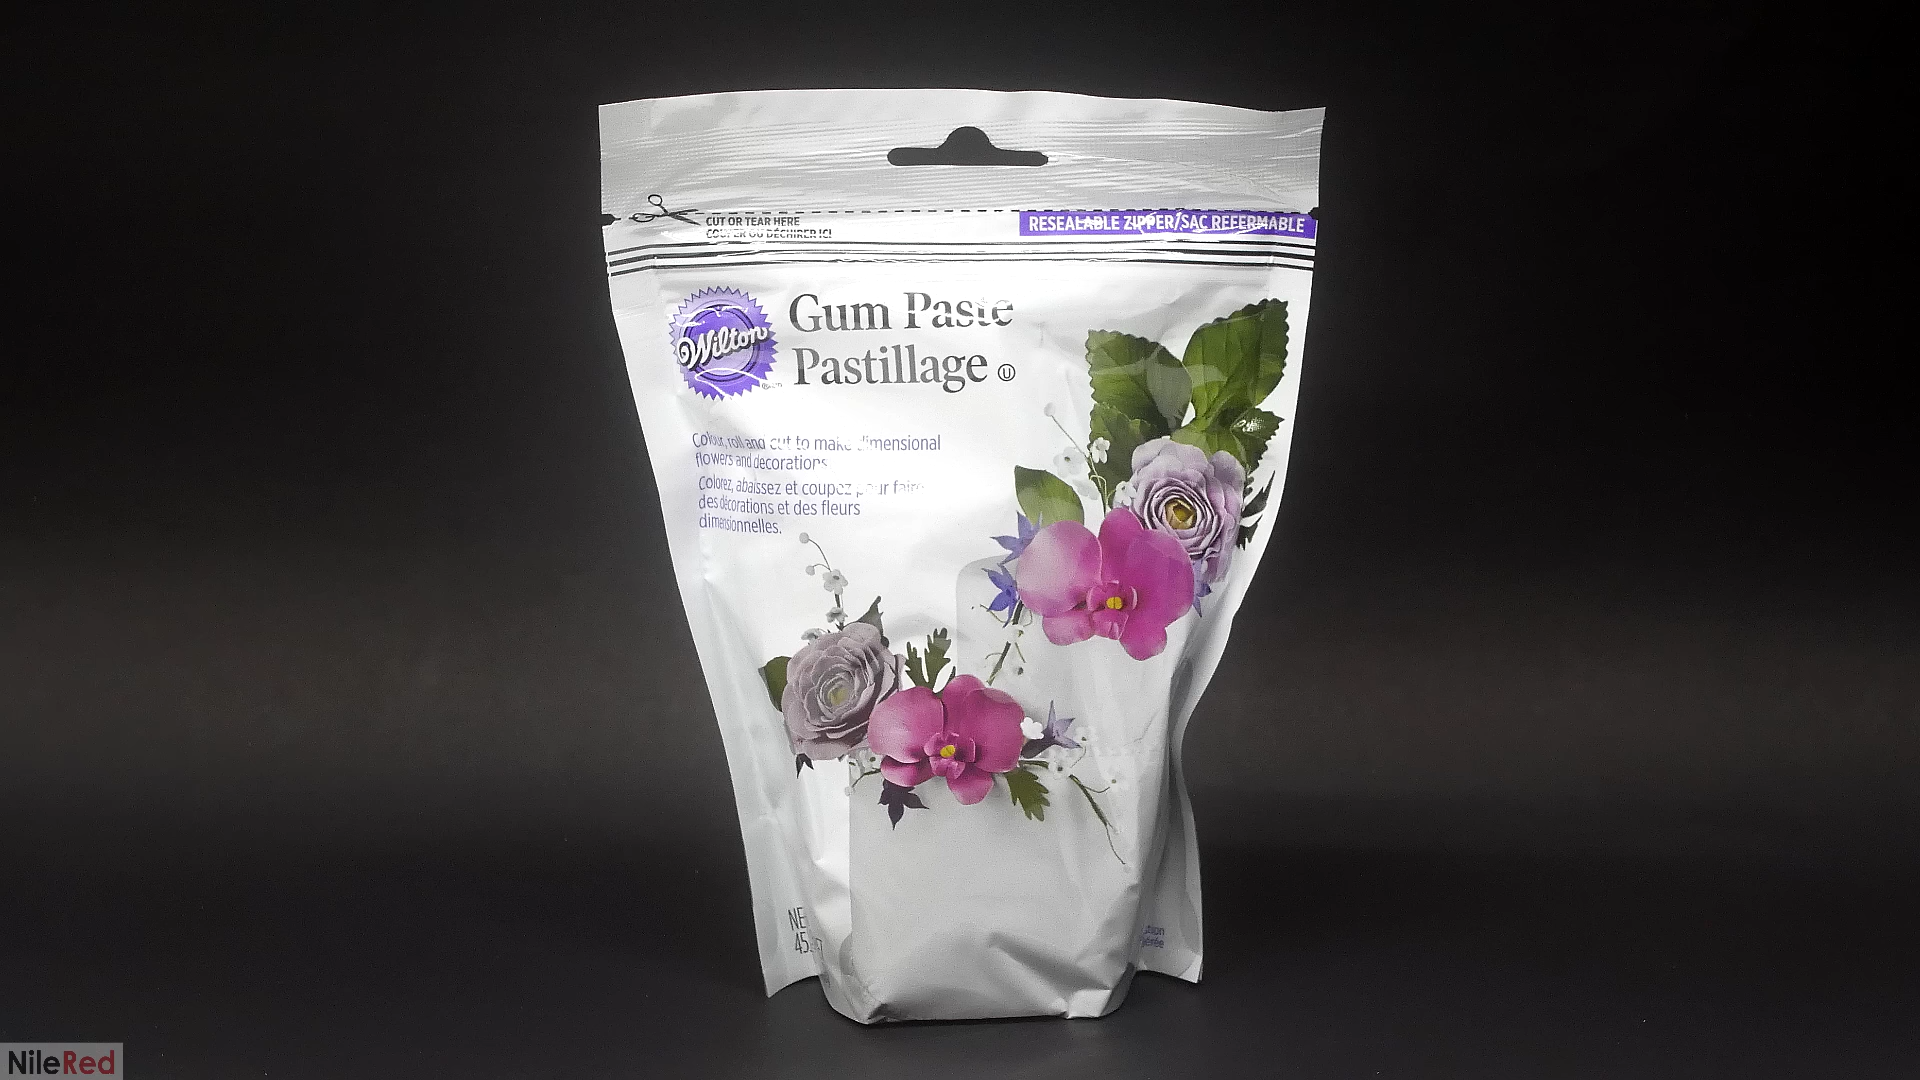 CUT OR TEAR HERE
COUPER OU DÉCHIRER ICI
RESEALABLE ZIPPER/SAC REFERMABLE
Wilton
Gum Paste
Pastillage U
Colour, roll and cut to make dimensional
flowers and decorations
Colorez, abaissez et coupez pour faire
des décorations et des fleurs
dimensionnelles.
NileRed